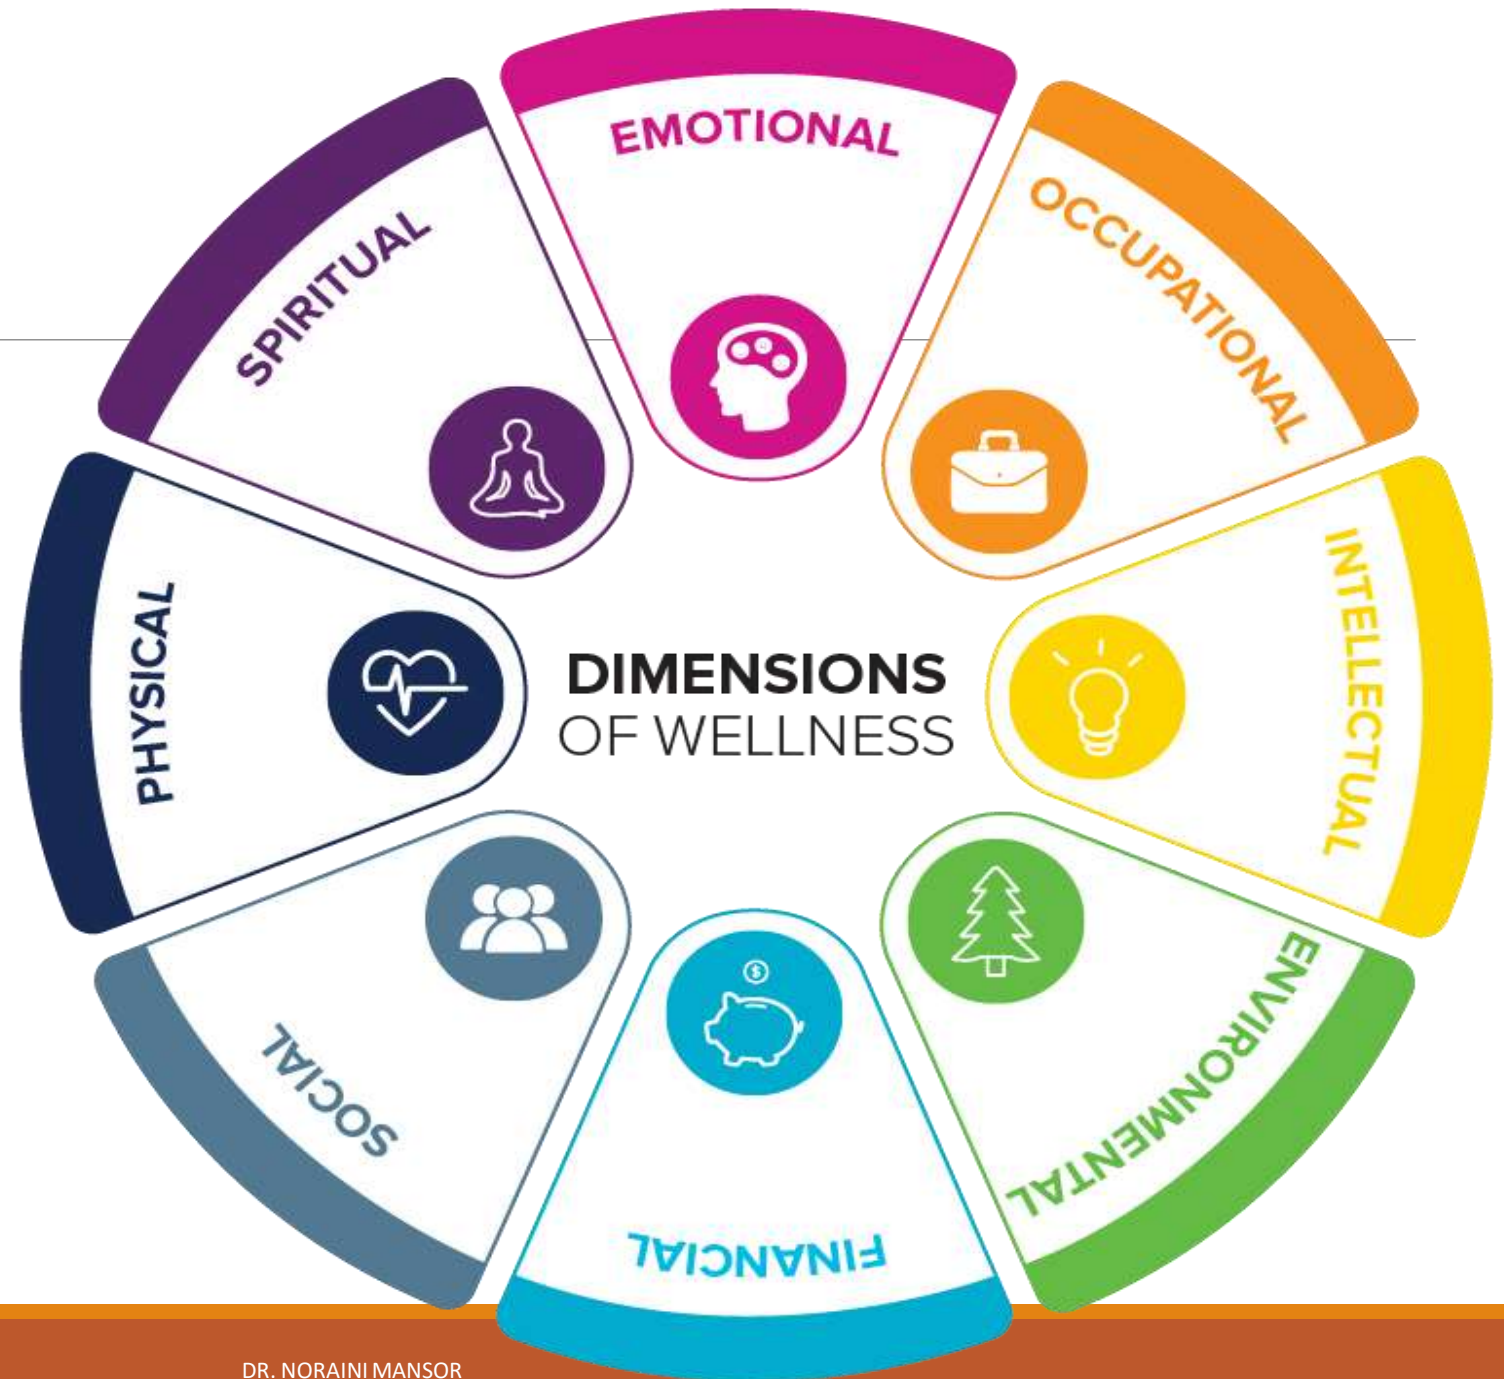 EMOTIONAL
OCCUPATIONAL
INTELLECTUAL
ENVIRONMENTAL
FINANCIAL
SOCIAL
PHYSICAL
SPIRITUAL
DIMENSIONS
OF WELLNESS
$
DR. NORAINI MANSOR